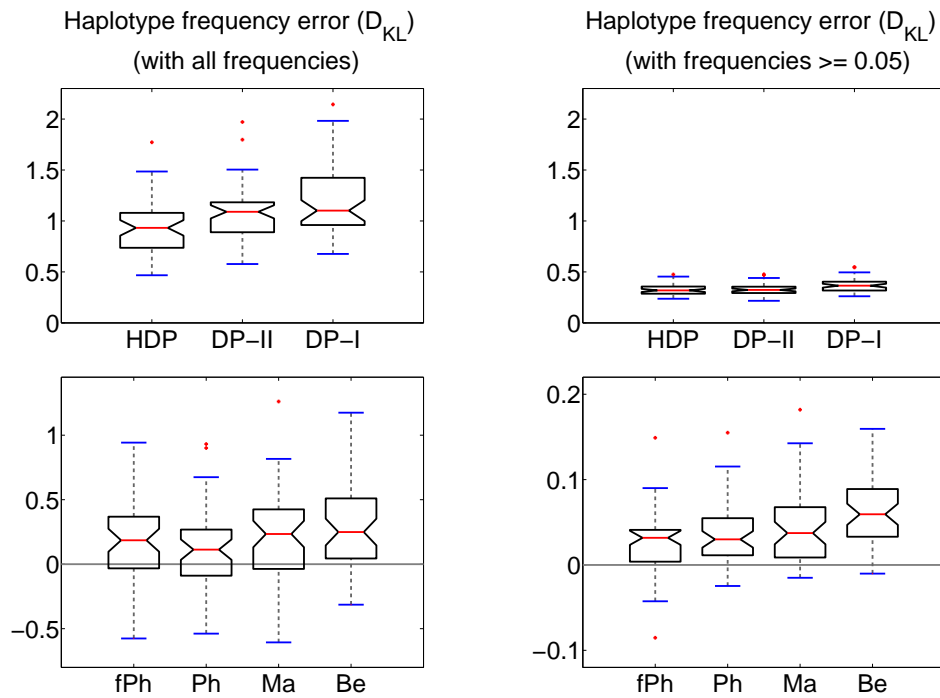 Haplotype frequency error (D_KL)
(with all frequencies)
2
1.5
1
0.5
0
HDP DP−II DP−I
Haplotype frequency error (D_KL)
(with frequencies >= 0.05)
2
1.5
1
0.5
0
HDP DP−II DP−I
1
0.5
0
−0.5
fPh Ph Ma Be
0.2
0.1
0
−0.1
fPh Ph Ma Be